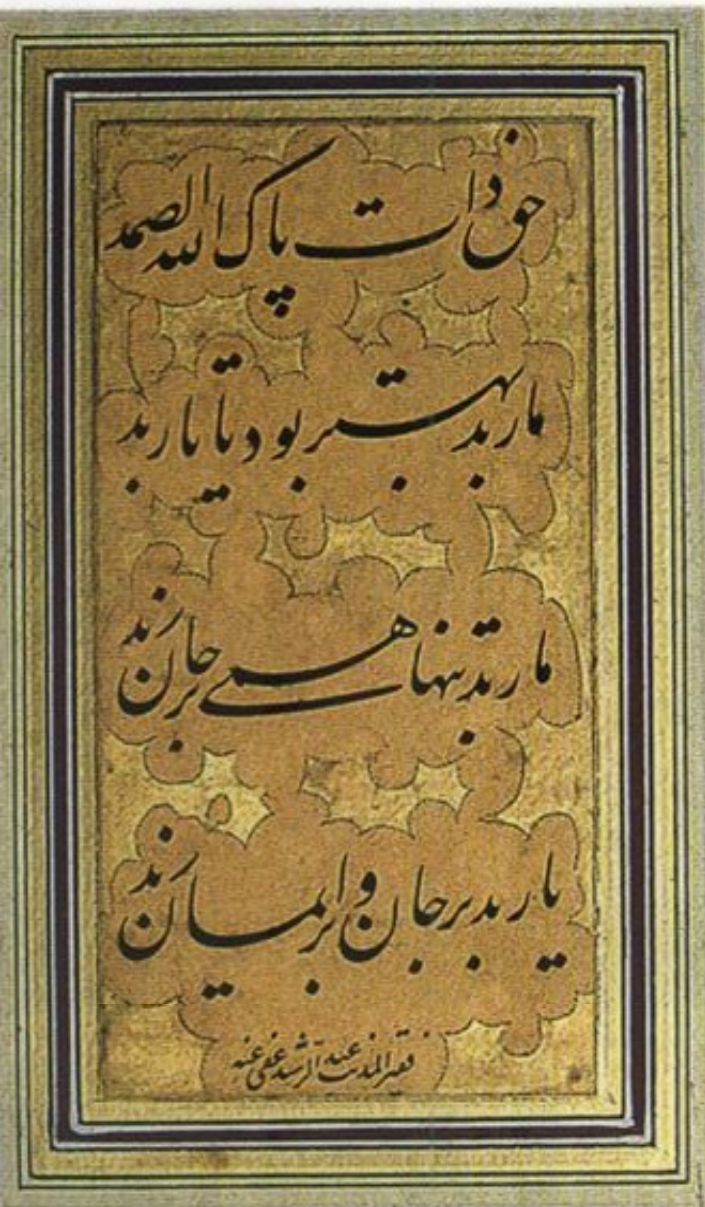 حق ذات پاک الله الصمد
مار بد بهتر بود تا یار بد
مار بد تنها همی بر جان زند
یار بد بر جان و بر ایمان زند
فقیر المذنب عبد الرشید عفی عنه